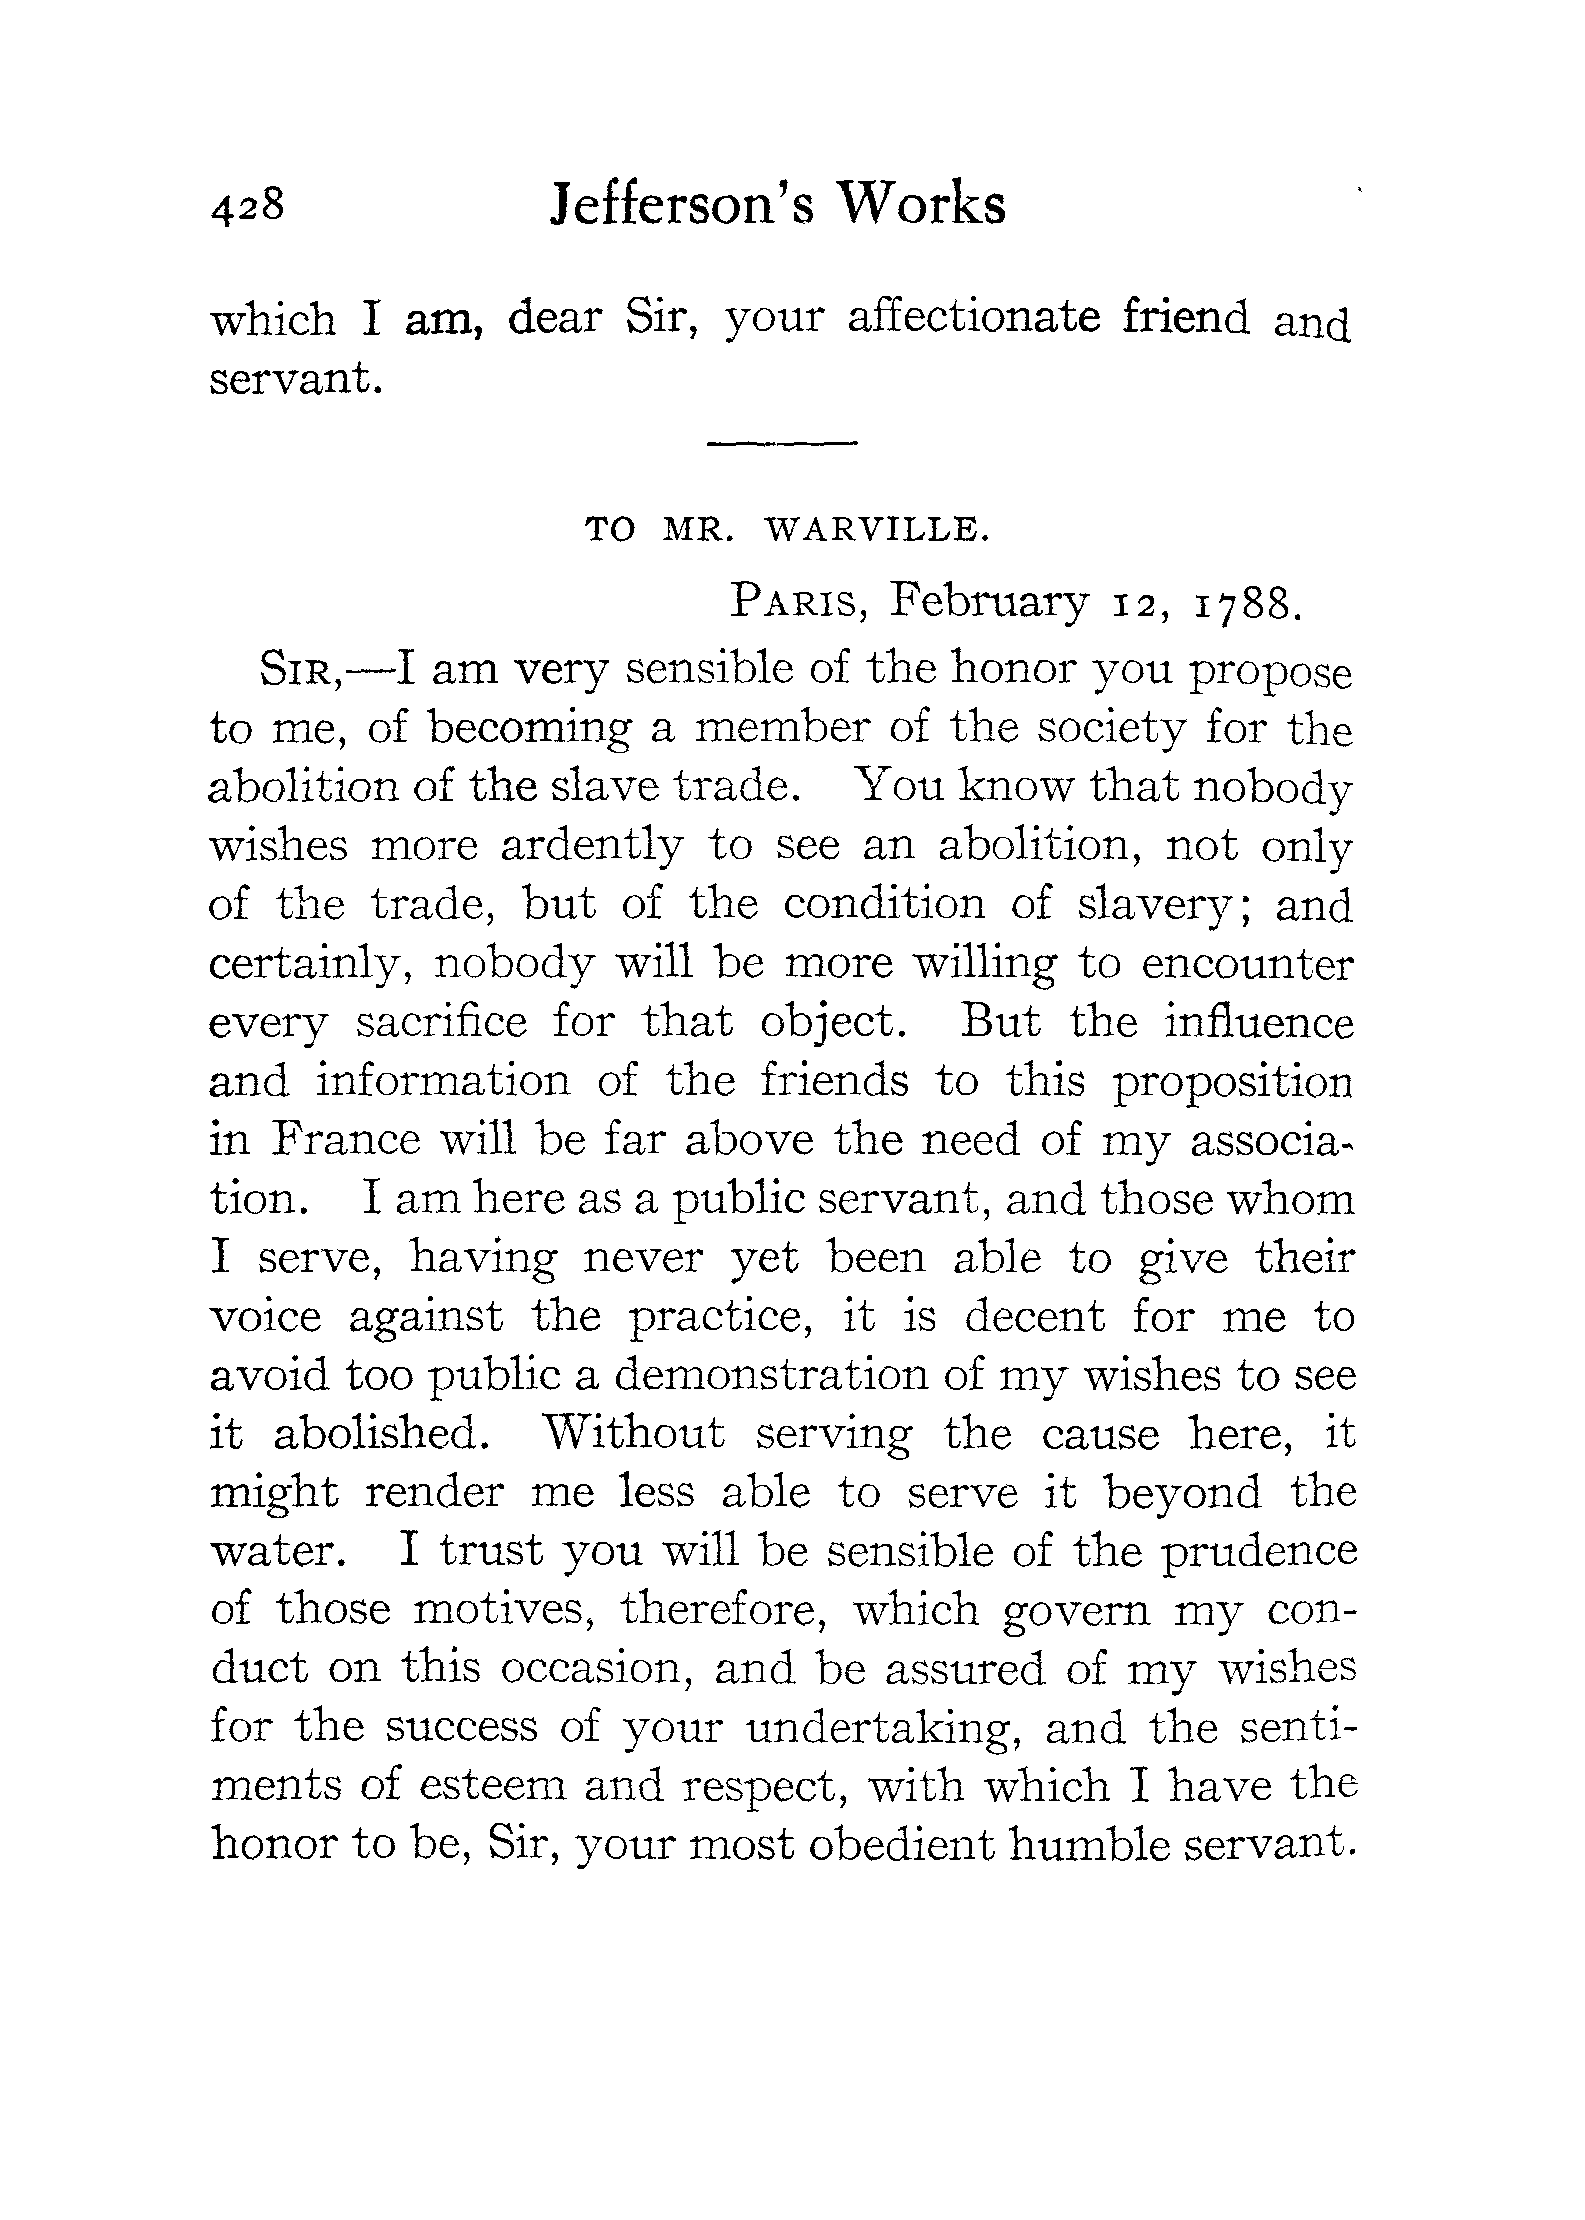 428 Jefferson's Works
which I am, dear Sir, your affectionate friend and
servant.
TO MR. WARVILLE.
PARIS, February 12, 1788.
SIR,—I am very sensible of the honor you propose
to me, of becoming a member of the society for the
abolition of the slave trade. You know that nobody
wishes more ardently to see an abolition, not only
of the trade, but of the condition of slavery; and
certainly, nobody will be more willing to encounter
every sacrifice for that object. But the influence
and information of the friends to this proposition
in France will be far above the need of my associa-
tion. I am here as a public servant, and those whom
I serve, having never yet been able to give their
voice against the practice, it is decent for me to
avoid too public a demonstration of my wishes to see
it abolished. Without serving the cause here, it
might render me less able to serve it beyond the
water. I trust you will be sensible of the prudence
of those motives, therefore, which govern my con-
duct on this occasion, and be assured of my wishes
for the success of your undertaking, and the senti-
ments of esteem and respect, with which I have the
honor to be, Sir, your most obedient humble servant.